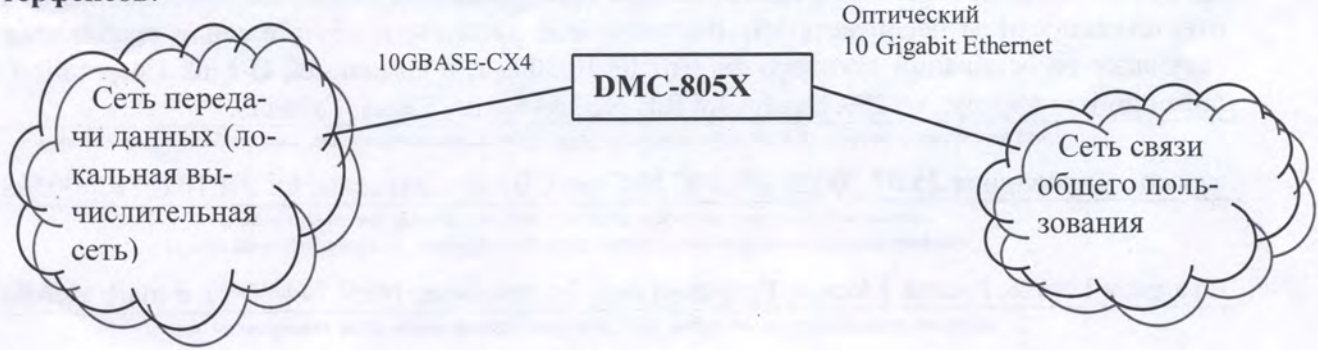 Оптический
10 Gigabit Ethernet
10GBASE-CX4
DMC-805X
Сеть переда-
чи данных (ло-
кальная вы-
числительная
сеть)
Сеть связи
общего поль-
зования